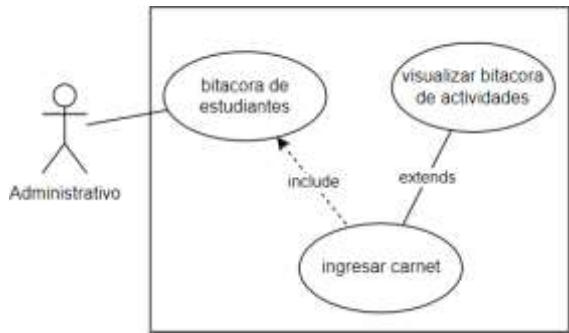 bitacora de
estudiantes
visualizar bitacora
de actividades
Administrativo
include
extends
ingresar carnet